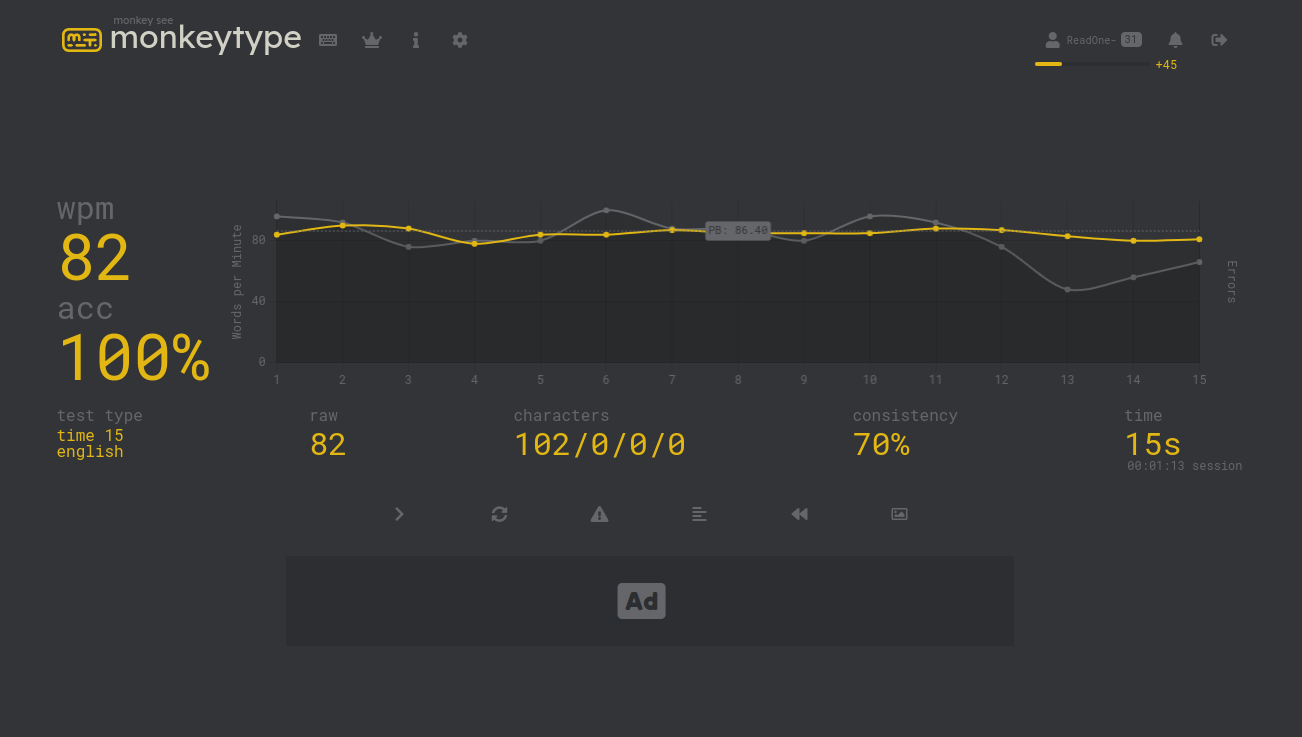 monkey see
monkeytype
ReadOne-
31
+45
wpm
82
acc
100%
Words per Minute
80
40
0
PB: 86.40
Errors
1 2 3 4 5 6 7 8 9 10 11 12 13 14 15
test type
time 15
english
raw
82
characters
102/0/0/0
consistency
70%
time
15s
00:01:13 session
Ad